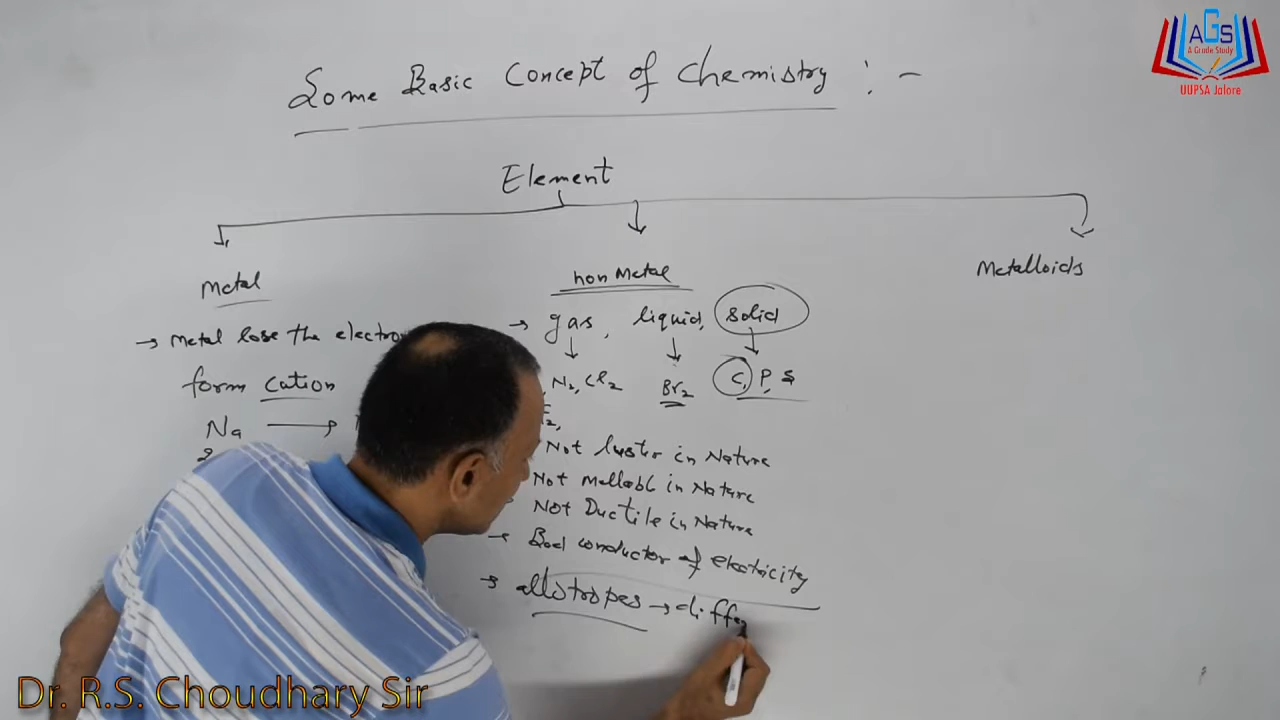 Some Basic Concept of Chemistry : -
AGS
A Grade Study
UUPSA Jalore
Element
Metal
→ Metal lose the electro
form cation
Na →
non Metal
→ gas, liquid, solid
N2, Cl2 Br2 C, P, S
Not luster in Nature
Not mellabl in Nature
Not Ductile in Nature
→ Bad conductor of electricity
→ allotropes → diffe
Metalloids
Dr. R.S. Choudhary Sir